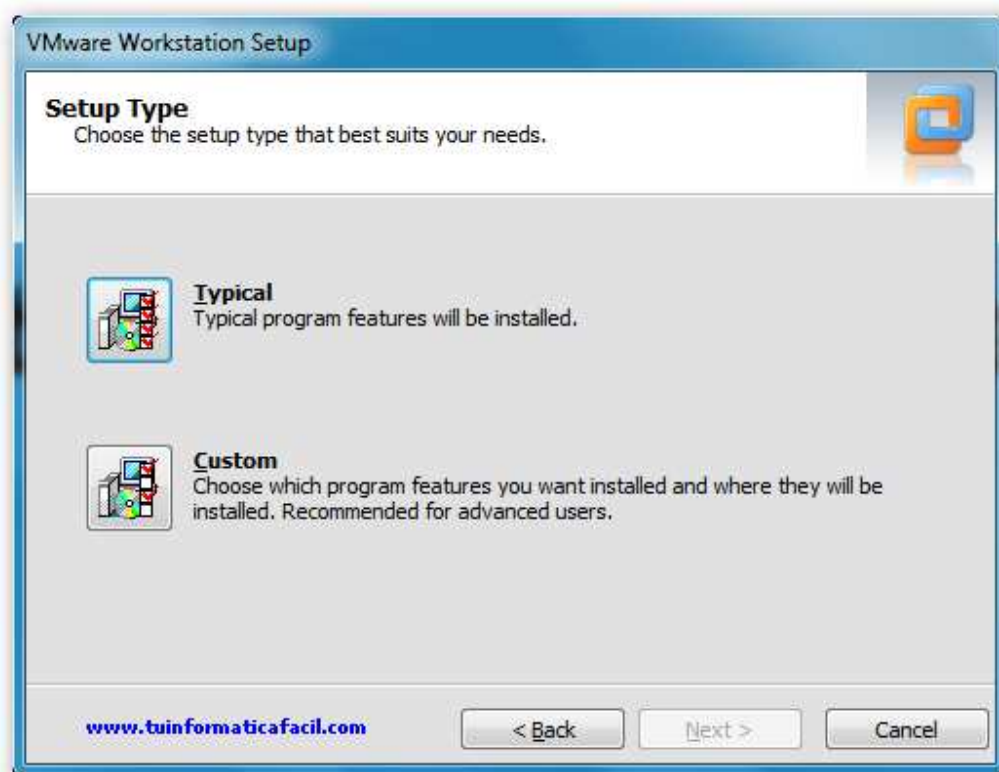 VMware Workstation Setup
Setup Type
Choose the setup type that best suits your needs.
Typical
Typical program features will be installed.
Custom
Choose which program features you want installed and where they will be
installed. Recommended for advanced users.
www.tuinformaticafacil.com
< Back
Next >
Cancel